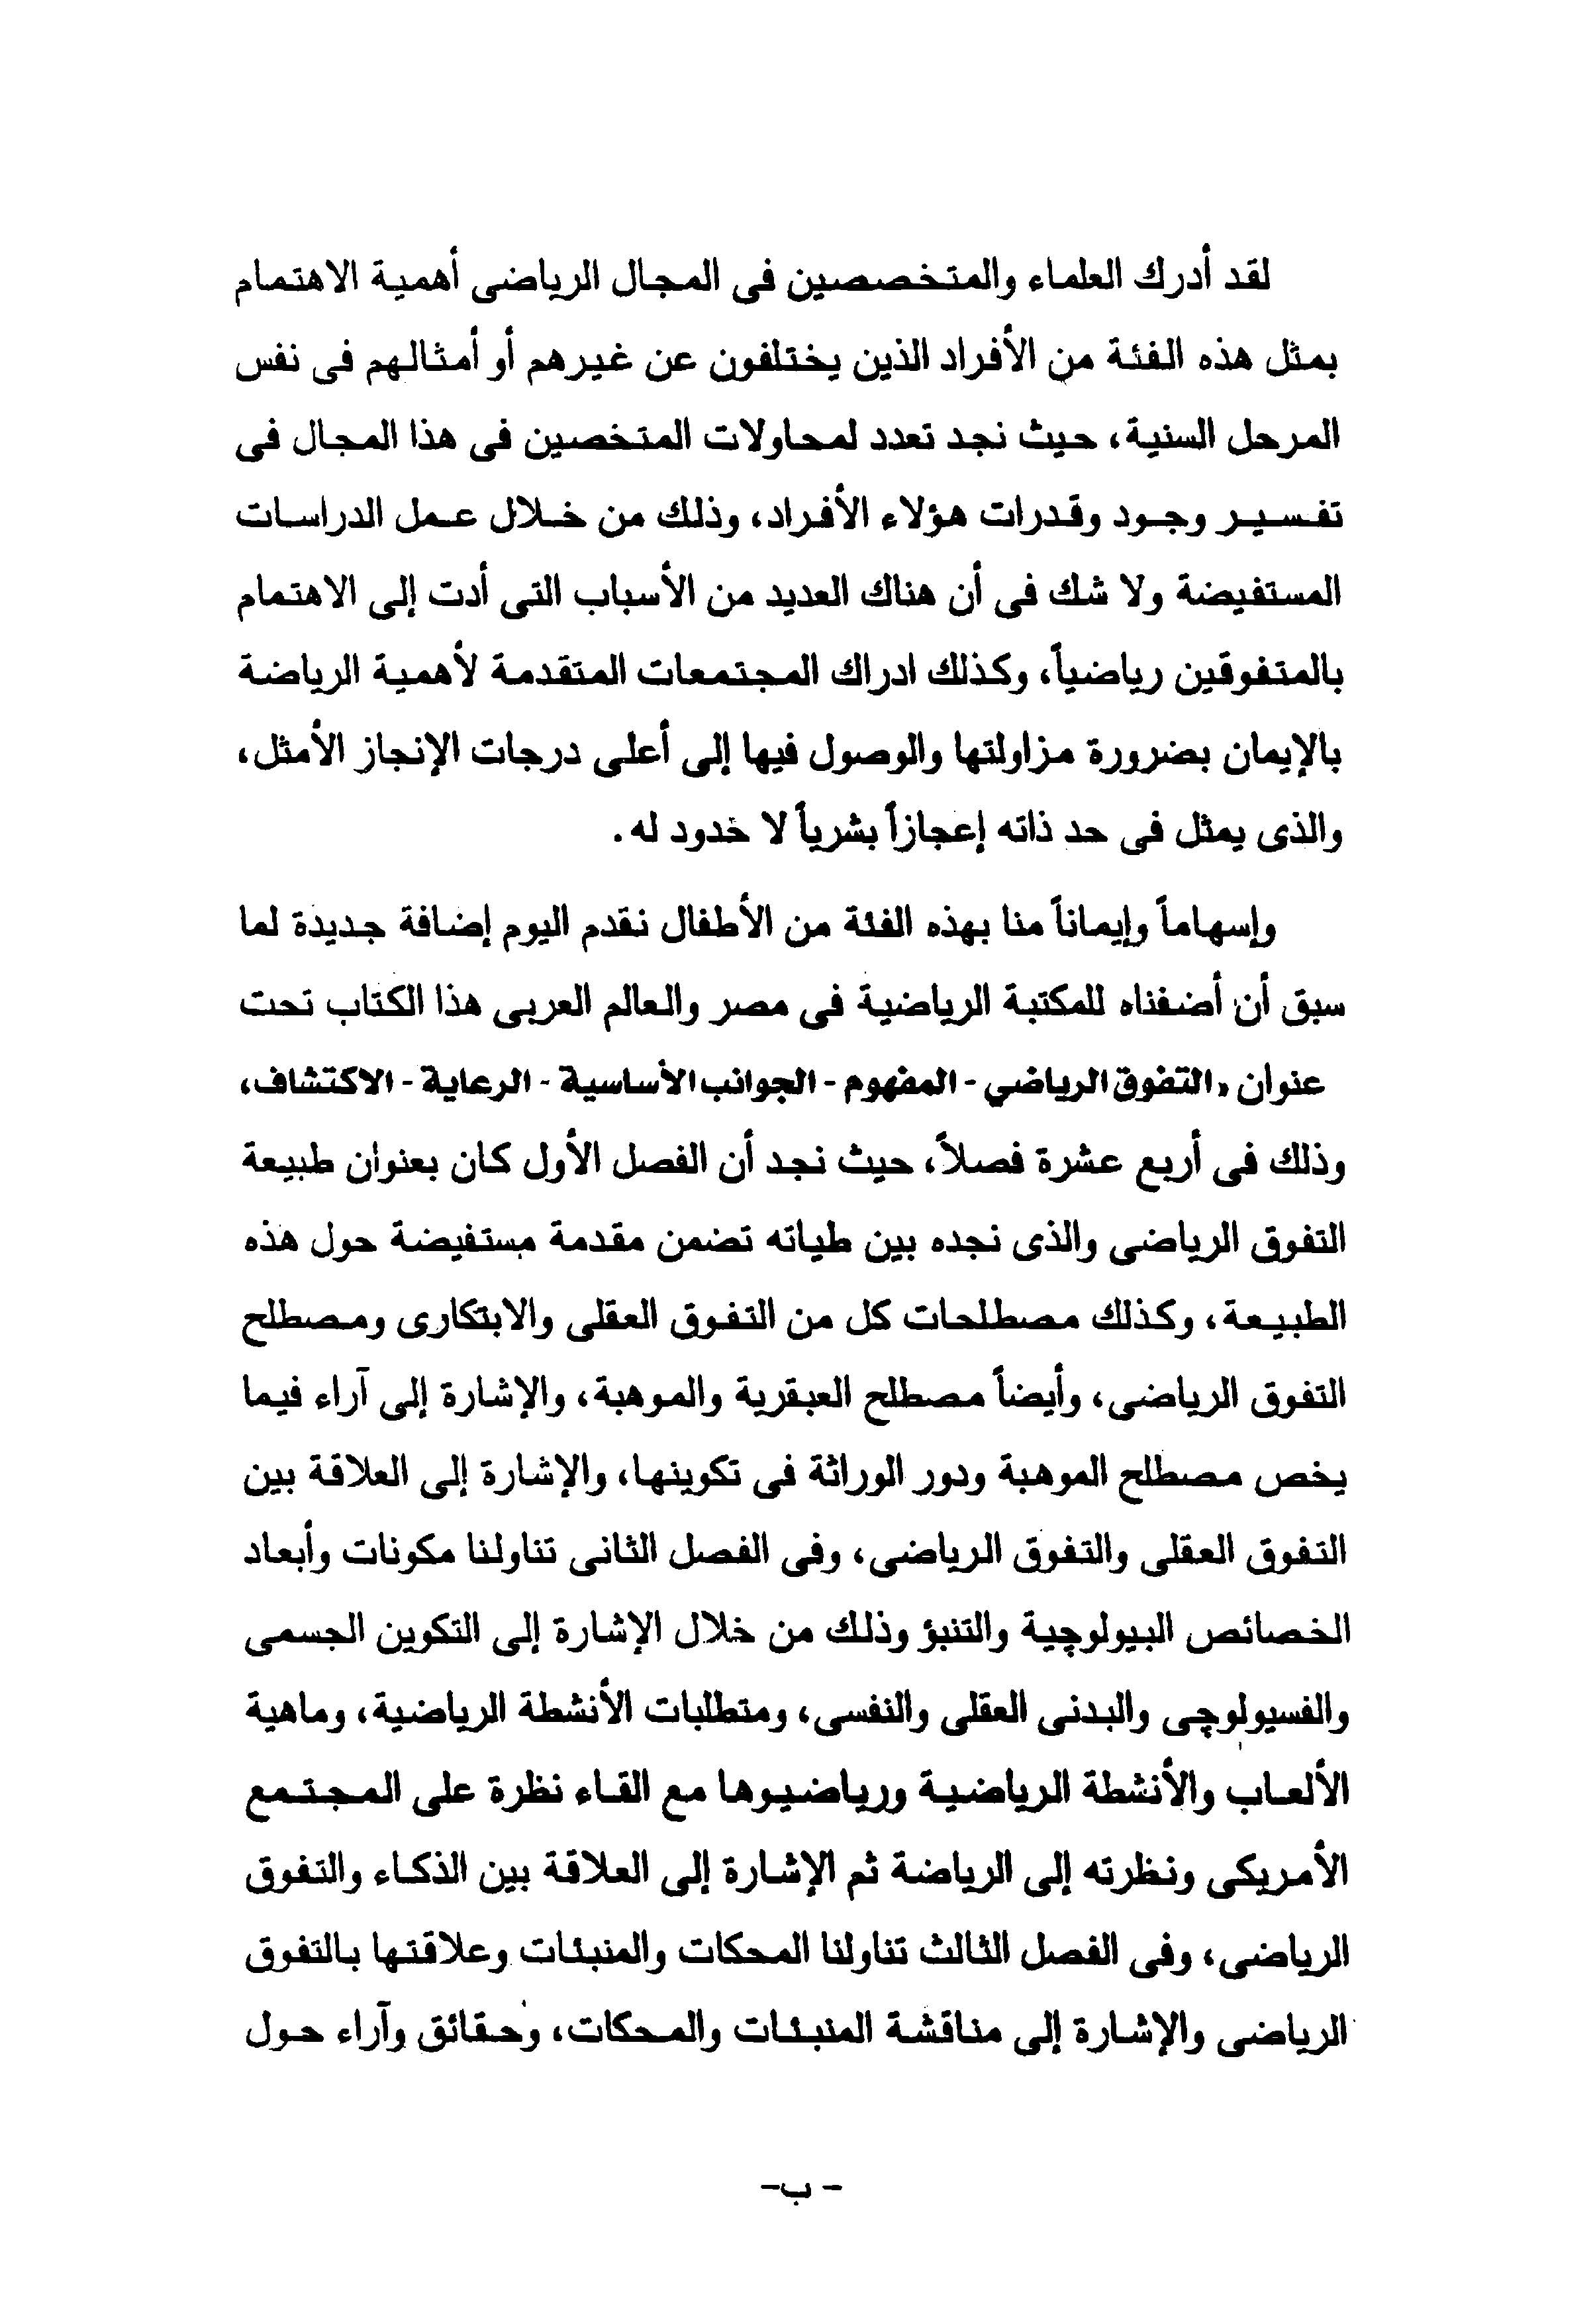 لقد أدرك العلماء والمتخصصين فى المجال الرياضى أهمية الاهتمام
بمثل هذه الفئة من الأفراد الذين يختلفون عن غيرهم أو أمثالهم فى نفس
المرحل السنية، حيث نجد تعدد لمحاولات المتخصين فى هذا المجال فى
تفسير وجود وقدرات هؤلاء الأفراد، وذلك من خلال عمل الدراسات
المستفيضة ولا شك فى أن هناك العديد من الأسباب التى أدت إلى الاهتمام
بالمتفوقين رياضياً، وكذلك ادراك المجتمعات المتقدمة لأهمية الرياضة
بالإيمان بضرورة مزاولتها والوصول فيها إلى أعلى درجات الإنجاز الأمثل،
والذى يمثل فى حد ذاته إعجازاً بشرياً لا حدود له .
وإسهاماً وإيماناً منا بهذه الفئة من الأطفال نقدم اليوم إضافة جديدة لما
سبق أن أضفناه للمكتبة الرياضية فى مصر والعالم العربى هذا الكتاب تحت
عنوان «التفوق الرياضي - المفهوم - الجوانب الأساسية - الرعاية - الاكتشاف،
وذلك فى أربع عشرة فصلاً، حيث نجد أن الفصل الأول كان بعنوان طبيعة
التفوق الرياضى والذى نجده بين طياته تضمن مقدمة مستفيضة حول هذه
الطبيعة، وكذلك مصطلحات كل من التفوق العقلى والابتكارى ومصطلح
التفوق الرياضى، وأيضاً مصطلح العبقرية والموهبة، والإشارة إلى آراء فيما
يخص مصطلح الموهبة ودور الوراثة فى تكوينها، والإشارة إلى العلاقة بين
التفوق العقلى والتفوق الرياضى، وفى الفصل الثانى تناولنا مكونات وأبعاد
الخصائص البيولوچية والتنبؤ وذلك من خلال الإشارة إلى التكوين الجسمى
والفسيولوچى والبدنى العقلى والنفسى، ومتطلبات الأنشطة الرياضية، وماهية
الألعاب والأنشطة الرياضية ورياضيوها مع القاء نظرة على المجتمع
الأمريكى ونظرته إلى الرياضة ثم الإشارة إلى العلاقة بين الذكاء والتفوق
الرياضى، وفى الفصل الثالث تناولنا المحكات والمنبئات وعلاقتها بالتفوق
الرياضى والإشارة إلى مناقشة المنبئات والمحكات، وحقائق وآراء حول
- ب -